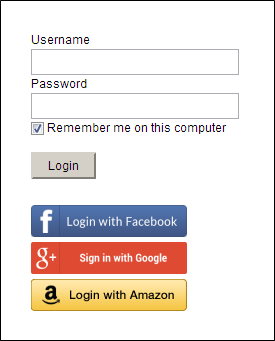 Username
Password
Remember me on this computer
Login
f Login with Facebook
g+ Sign in with Google
a Login with Amazon